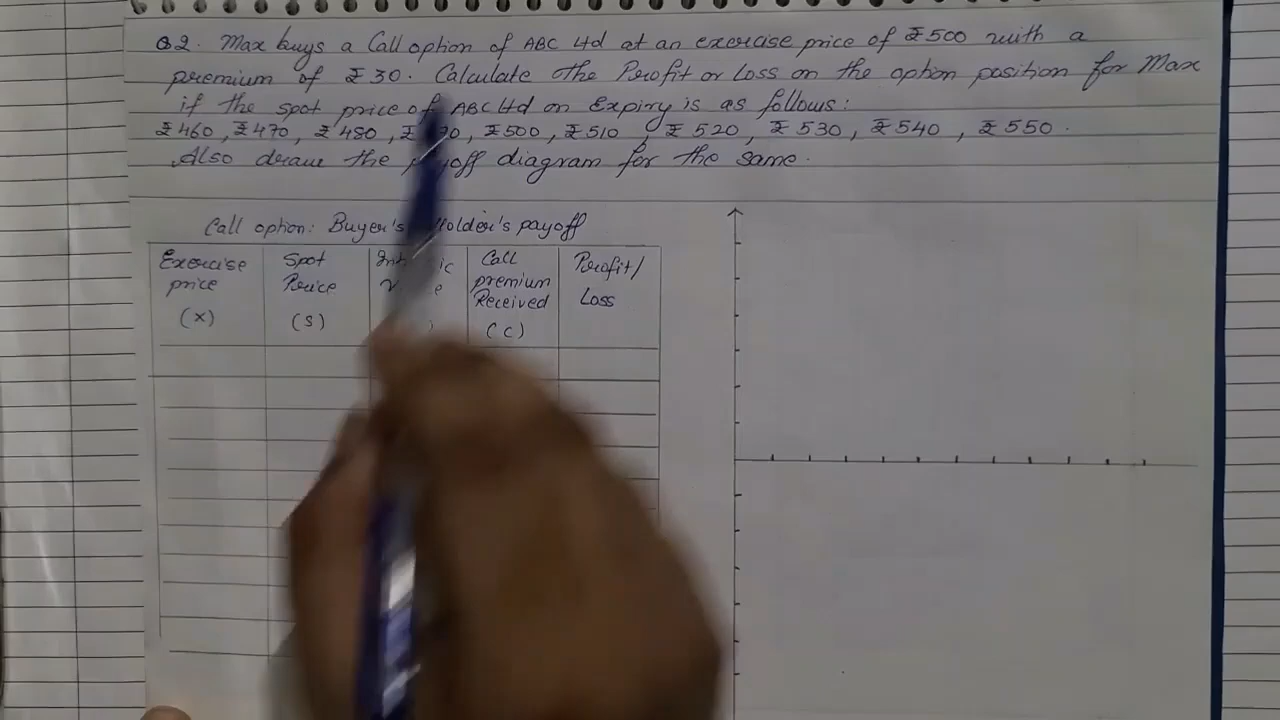 Q2. Max buys a Call option of ABC Ltd at an exercise price of ₹500 with a
premium of ₹30. Calculate the Profit or Loss on the option position for Max
if the spot price of ABC Ltd on Expiry is as follows:
₹460, ₹470, ₹480, ₹500, ₹510, ₹520, ₹530, ₹540, ₹550.
Also draw the diagram for the same.
Call option: Buyer's Holder's payoff
Exercise price (X)
Spot Price (S)
Call premium Received (C)
Profit/ Loss